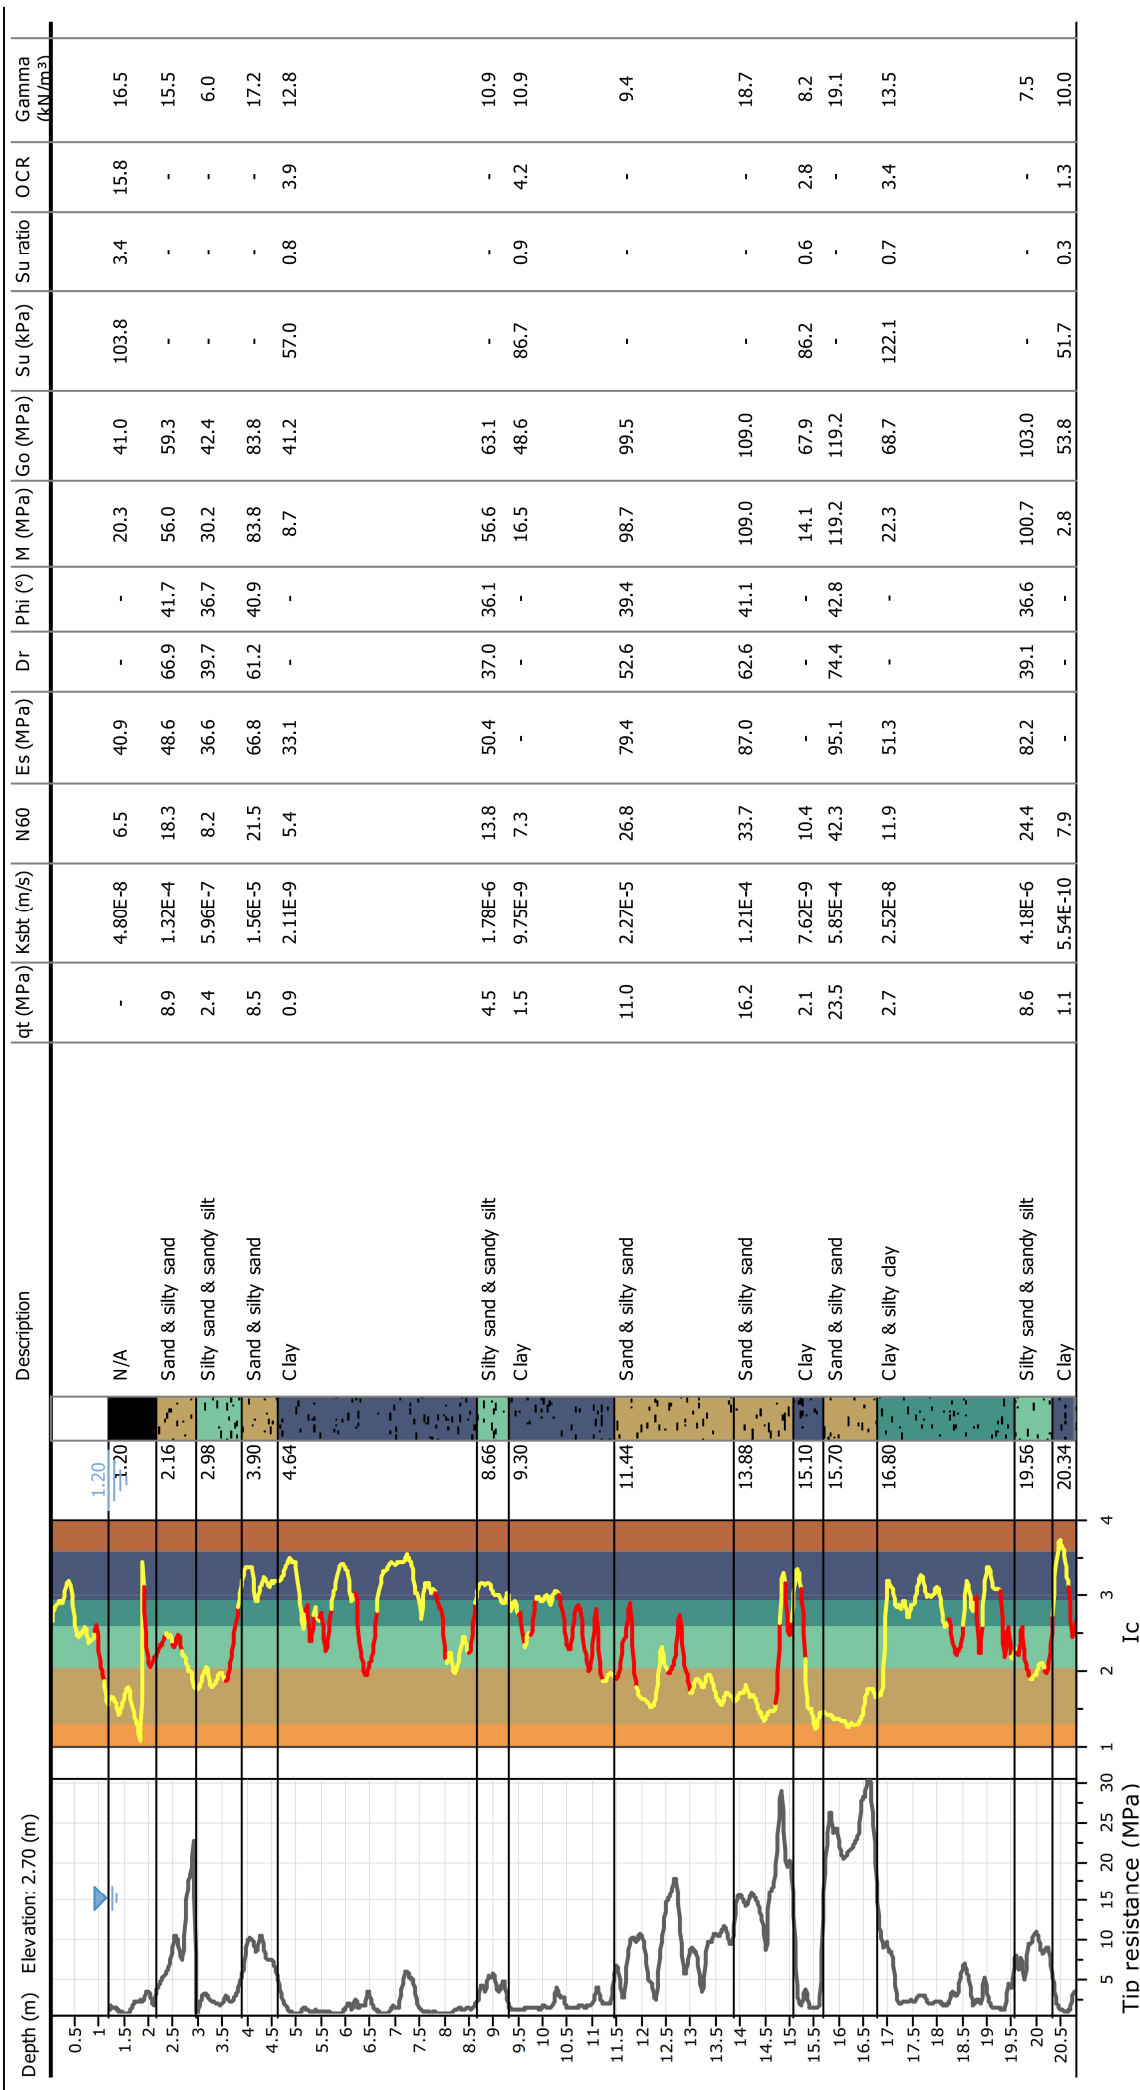 Depth (m) Elevation: 2.70 (m) Description qt (MPa) Ksbt (m/s) N60 Es (MPa) Dr Phi (°) M (MPa) Go (MPa) Su (kPa) Su ratio OCR Gamma (kN/m³)
0.5
1
1.20
1.20 N/A - 4.80E-8 6.5 40.9 - - 20.3 41.0 103.8 3.4 15.8 16.5
1.5
2
2.16 Sand & silty sand 8.9 1.32E-4 18.3 48.6 66.9 41.7 56.0 59.3 - - - 15.5
2.5
3
2.98 Silty sand & sandy silt 2.4 5.96E-7 8.2 36.6 39.7 36.7 30.2 42.4 - - - 6.0
3.5
4
3.90 Sand & silty sand 8.5 1.56E-5 21.5 66.8 61.2 40.9 83.8 83.8 - - - 17.2
4.5
4.64 Clay 0.9 2.11E-9 5.4 33.1 - - 8.7 41.2 57.0 0.8 3.9 12.8
5
5.5
6
6.5
7
7.5
8
8.5
8.66 Silty sand & sandy silt 4.5 1.78E-6 13.8 50.4 37.0 36.1 56.6 63.1 - - - 10.9
9
9.30 Clay 1.5 9.75E-9 7.3 - - - 16.5 48.6 86.7 0.9 4.2 10.9
9.5
10
10.5
11
11.5
11.44 Sand & silty sand 11.0 2.27E-5 26.8 79.4 52.6 39.4 98.7 99.5 - - - 9.4
12
12.5
13
13.5
14
13.88 Sand & silty sand 16.2 1.21E-4 33.7 87.0 62.6 41.1 109.0 109.0 - - - 18.7
14.5
15
15.10 Clay 2.1 7.62E-9 10.4 - - - 14.1 67.9 86.2 0.6 2.8 8.2
15.5
15.70 Sand & silty sand 23.5 5.85E-4 42.3 95.1 74.4 42.8 119.2 119.2 - - - 19.1
16
16.5
16.80 Clay & silty clay 2.7 2.52E-8 11.9 51.3 - - 22.3 68.7 122.1 0.7 3.4 13.5
17
17.5
18
18.5
19
19.5
19.56 Silty sand & sandy silt 8.6 4.18E-6 24.4 82.2 39.1 36.6 100.7 103.0 - - - 7.5
20
20.5
20.34 Clay 1.1 5.54E-10 7.9 - - - 2.8 53.8 51.7 0.3 1.3 10.0
5 10 15 20 25 30 1 2 3 4
Tip resistance (MPa) Ic